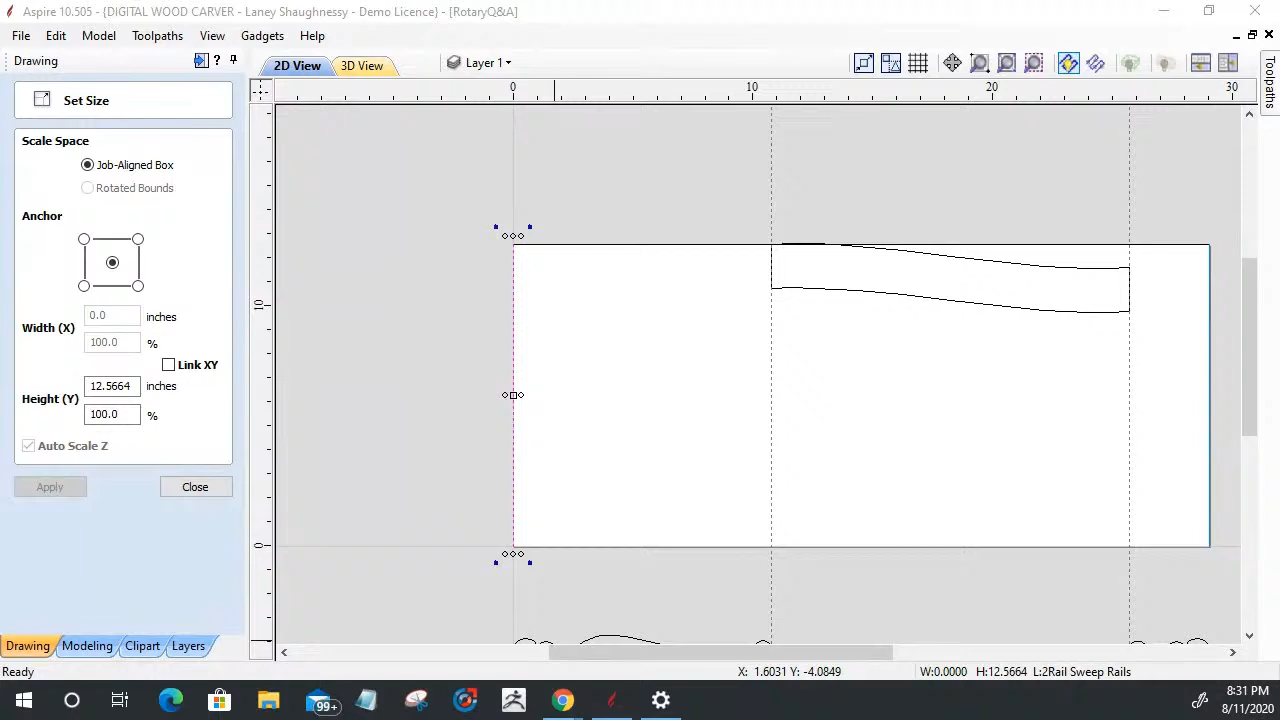 Aspire 10.505 - {DIGITAL WOOD CARVER - Laney Shaughnessy - Demo Licence} - [RotaryQ&A]
File Edit Model Toolpaths View Gadgets Help
Drawing
?
2D View 3D View
Layer 1
Toolpaths
Set Size
Scale Space
Job-Aligned Box
Rotated Bounds
Anchor
Width (X)
0.0 inches
100.0 %
Link XY
Height (Y)
12.5664 inches
100.0 %
Auto Scale Z
Apply Close
0 10 20 30
10
0
Drawing Modeling Clipart Layers
Ready
X: 1.6031 Y: -4.0849
W:0.0000 H:12.5664 L:2Rail Sweep Rails
99+
8:31 PM
8/11/2020